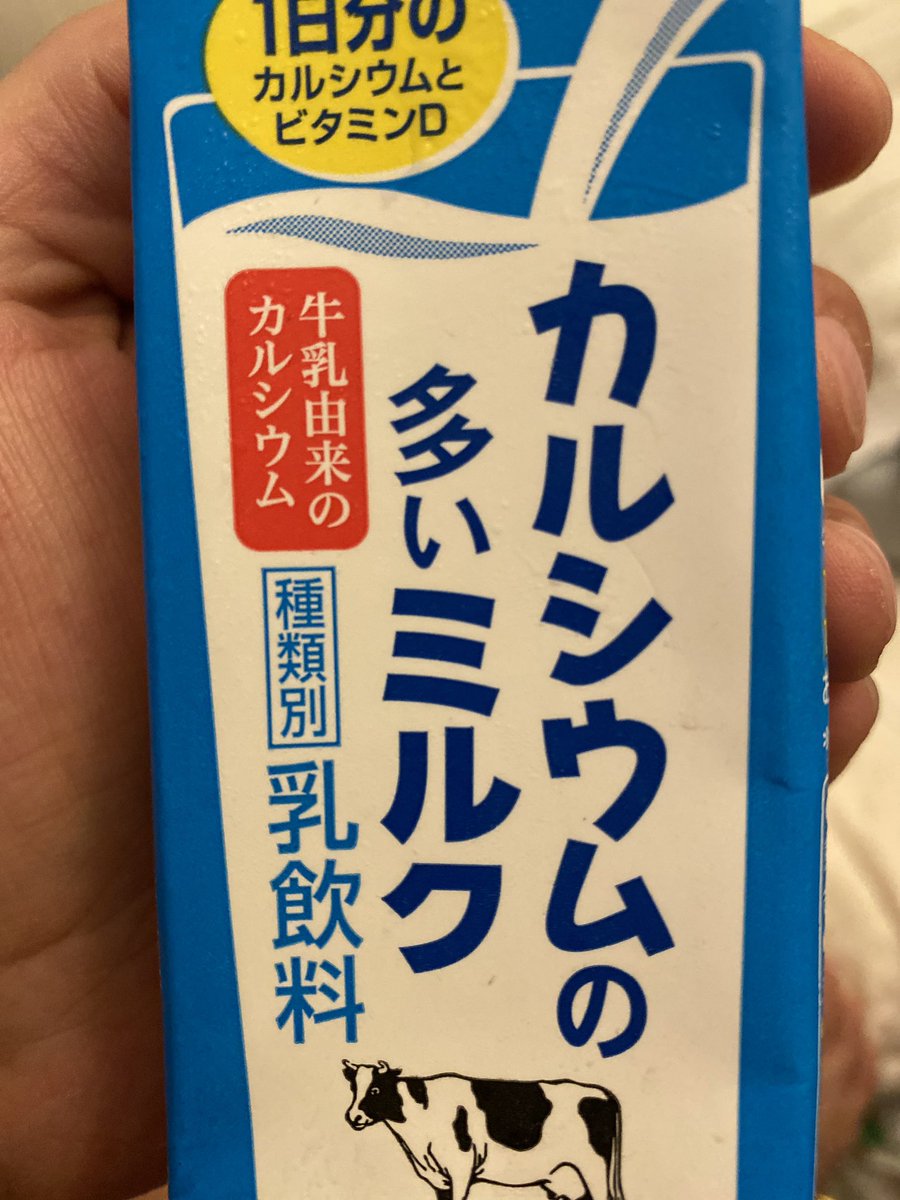 1日分の
カルシウムと
ビタミンD
カルシウムの
多いミルク
牛乳由来の
カルシウム
種類別
乳飲料